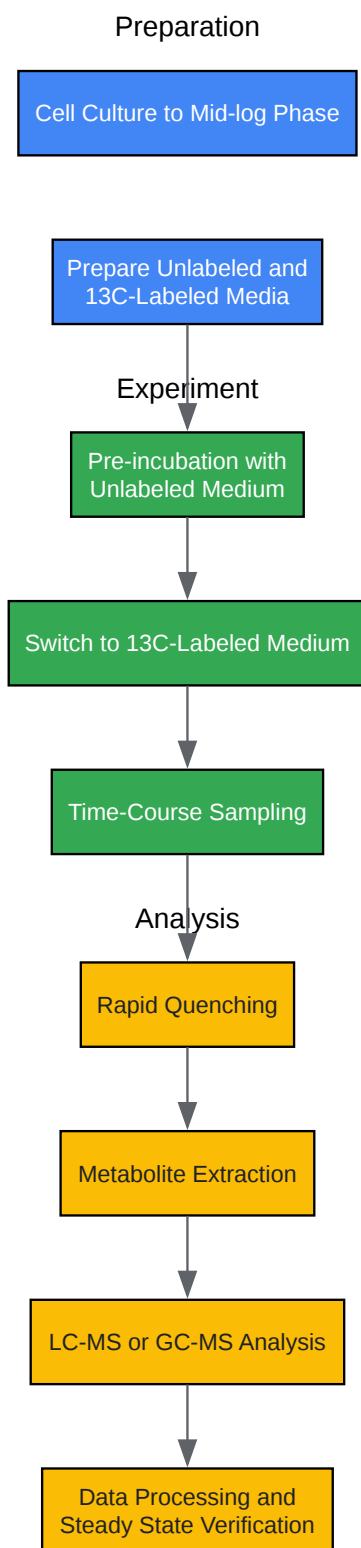 Preparation
Cell Culture to Mid-log Phase
Prepare Unlabeled and
13C-Labeled Media
Experiment
Pre-incubation with
Unlabeled Medium
Switch to 13C-Labeled Medium
Time-Course Sampling
Analysis
Rapid Quenching
Metabolite Extraction
LC-MS or GC-MS Analysis
Data Processing and
Steady State Verification